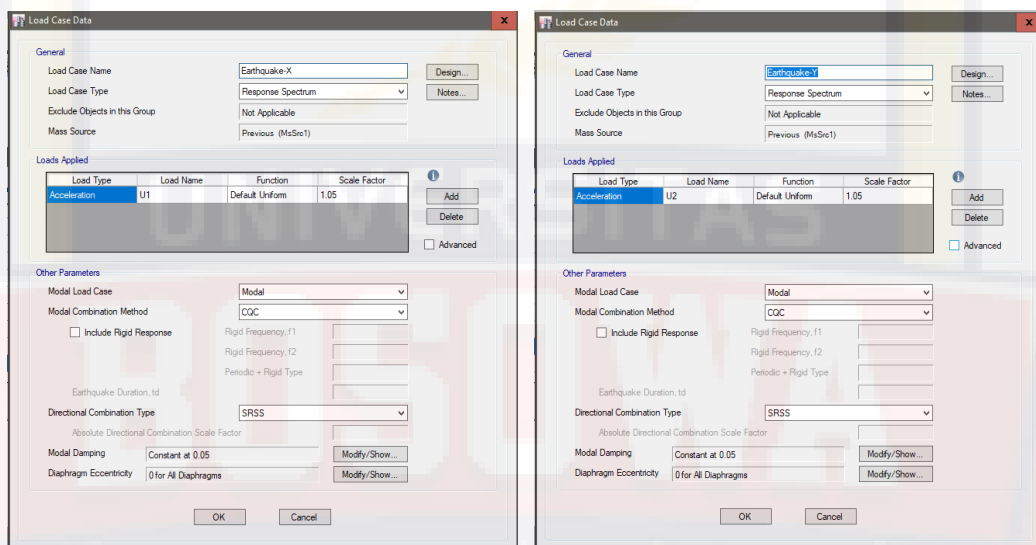 Load Case Data
General
Load Case Name Earthquake-X Design...
Load Case Type Response Spectrum Notes...
Exclude Objects in this Group Not Applicable
Mass Source Previous (MsSrc1)
Loads Applied
Load Type Load Name Function Scale Factor
Acceleration U1 Default Uniform 1.05
Add
Delete
Advanced
Other Parameters
Modal Load Case Modal
Modal Combination Method CQC
Include Rigid Response Rigid Frequency, f1
Rigid Frequency, f2
Periodic + Rigid Type
Earthquake Duration, td
Directional Combination Type SRSS
Absolute Directional Combination Scale Factor
Modal Damping Constant at 0.05 Modify/Show...
Diaphragm Eccentricity 0 for All Diaphragms Modify/Show...
OK Cancel
Load Case Data
General
Load Case Name Earthquake-Y Design...
Load Case Type Response Spectrum Notes...
Exclude Objects in this Group Not Applicable
Mass Source Previous (MsSrc1)
Loads Applied
Load Type Load Name Function Scale Factor
Acceleration U2 Default Uniform 1.05
Add
Delete
Advanced
Other Parameters
Modal Load Case Modal
Modal Combination Method CQC
Include Rigid Response Rigid Frequency, f1
Rigid Frequency, f2
Periodic + Rigid Type
Earthquake Duration, td
Directional Combination Type SRSS
Absolute Directional Combination Scale Factor
Modal Damping Constant at 0.05 Modify/Show...
Diaphragm Eccentricity 0 for All Diaphragms Modify/Show...
OK Cancel
UNIVERSITAS
BOSOWA